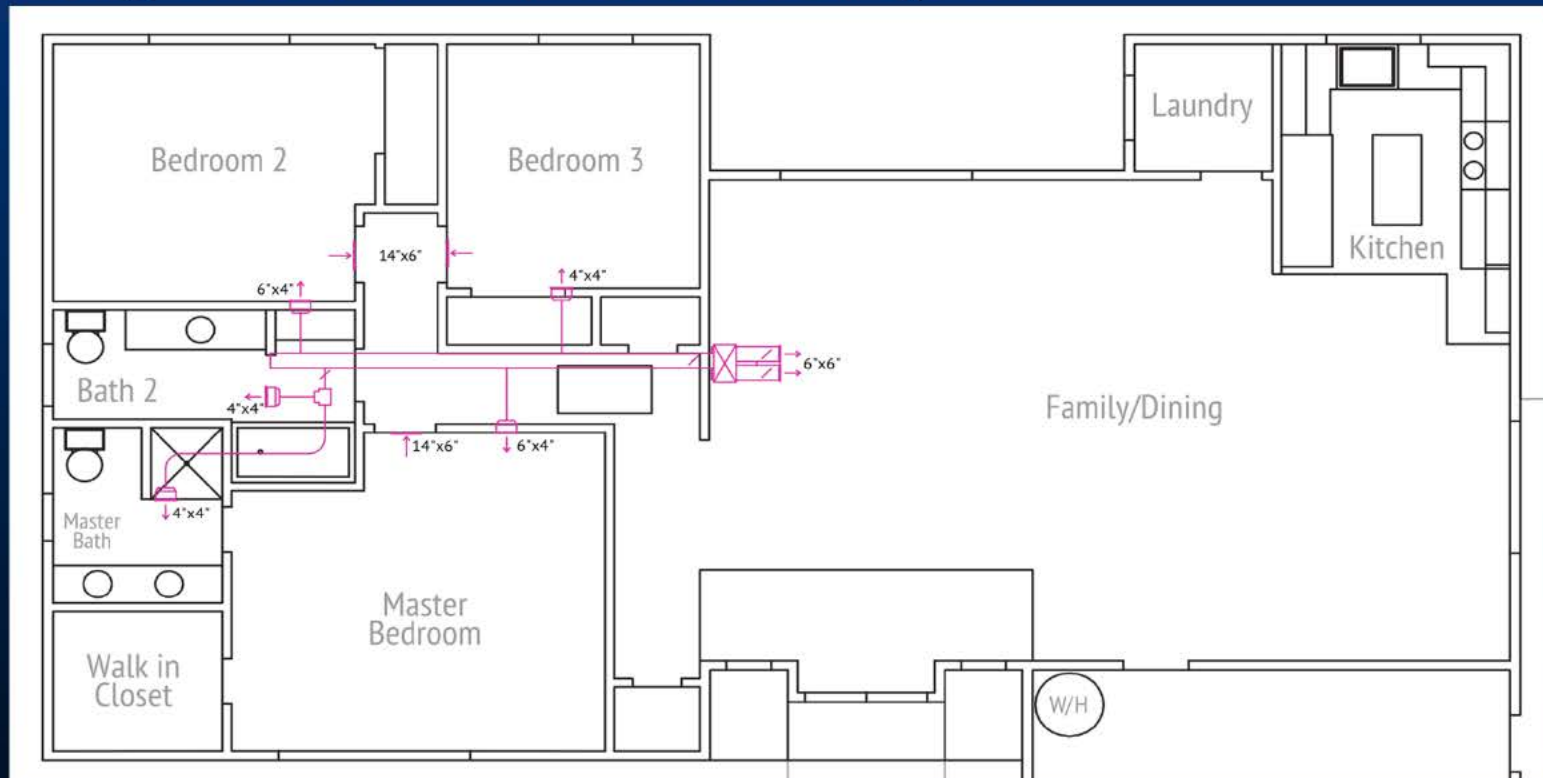 Laundry
Bedroom 2
Bedroom 3
Kitchen
14"x6"
4"x4"
6"x4"
6"x6"
Bath 2
4"x4"
Family/Dining
14"x6"
6"x4"
4"x4"
Master
Bath
Master
Bedroom
Walk in
Closet
W/H